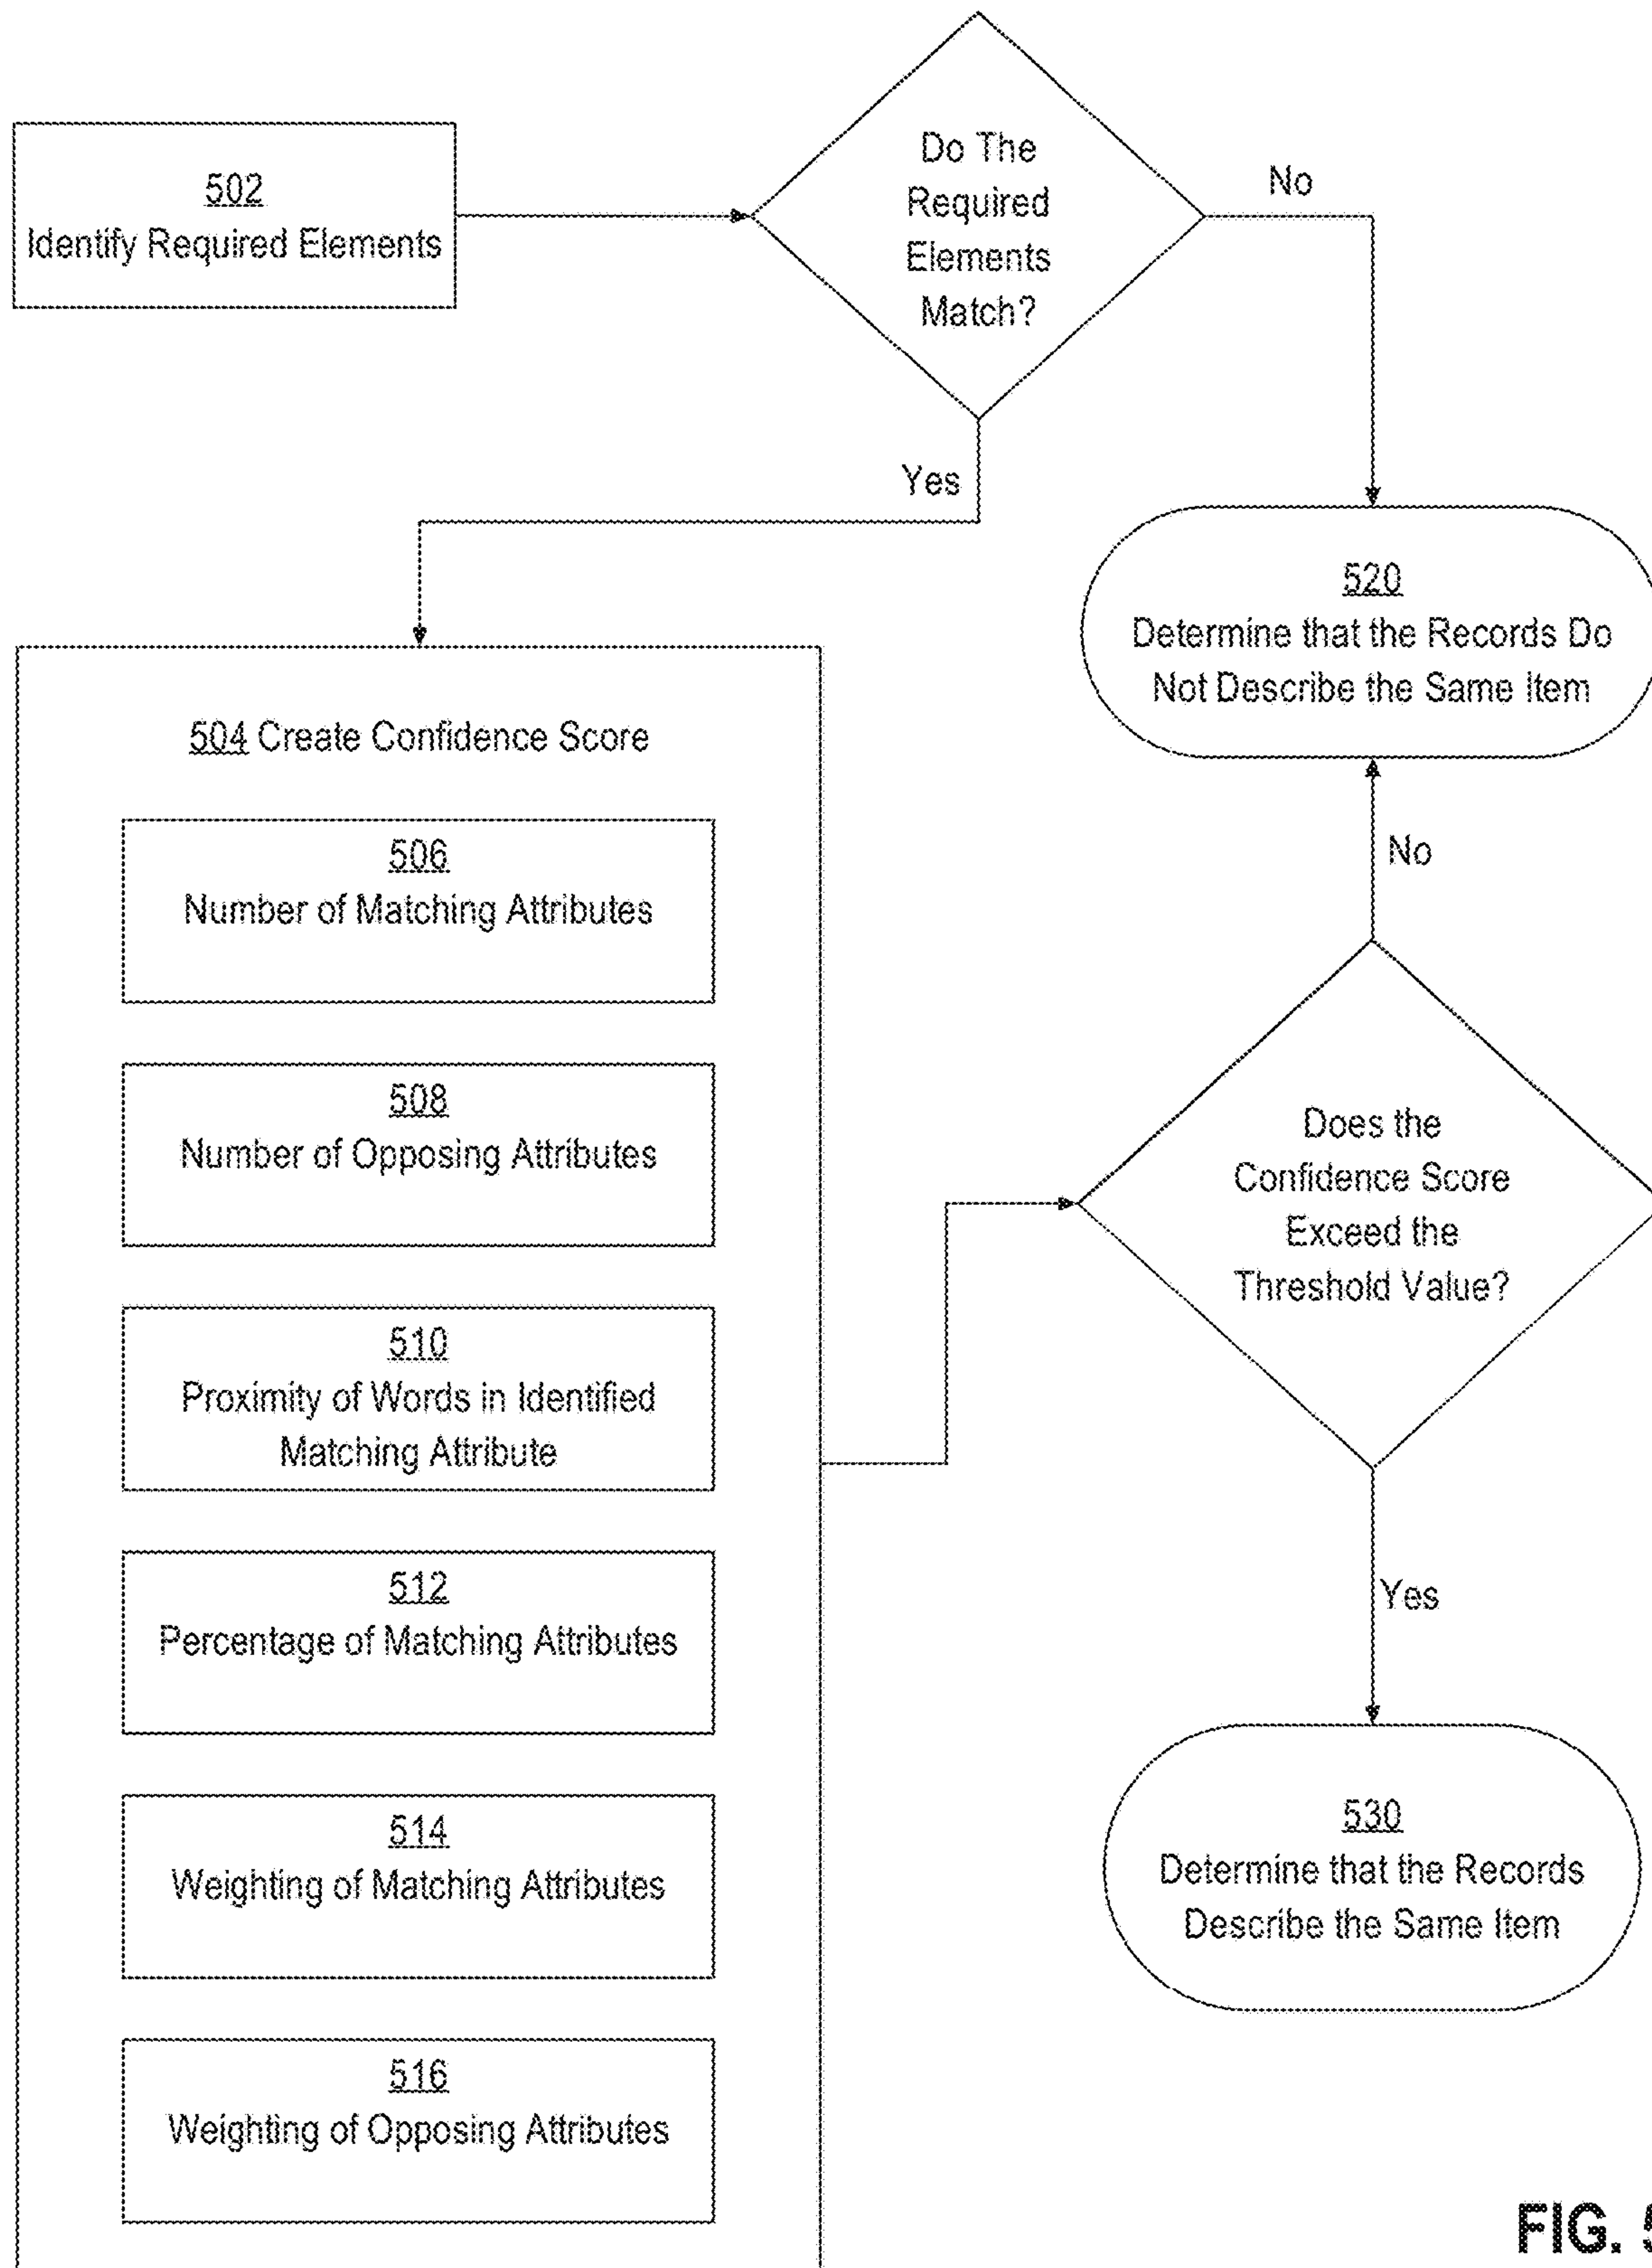 502
Identify Required Elements
Do The
Required
Elements
Match?
No
Yes
520
Determine that the Records Do
Not Describe the Same Item
504 Create Confidence Score
506
Number of Matching Attributes
No
508
Number of Opposing Attributes
Does the
Confidence Score
Exceed the
Threshold Value?
510
Proximity of Words in Identified
Matching Attribute
512
Percentage of Matching Attributes
Yes
514
Weighting of Matching Attributes
530
Determine that the Records
Describe the Same Item
516
Weighting of Opposing Attributes
FIG. 5